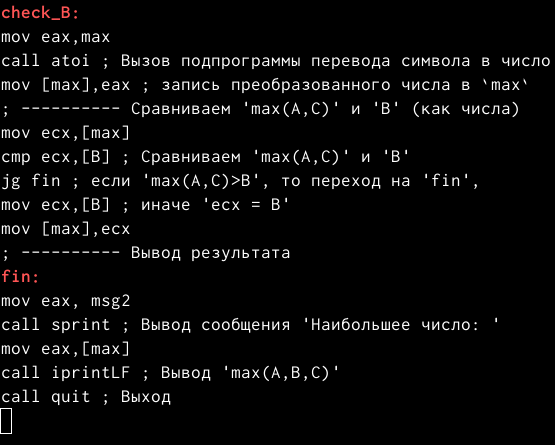 check_B:
mov eax,max
call atoi ; Вызов подпрограммы перевода символа в число
mov [max],eax ; запись преобразованного числа в `max`
; ---------- Сравниваем 'max(A,C)' и 'B' (как числа)
mov ecx,[max]
cmp ecx,[B] ; Сравниваем 'max(A,C)' и 'B'
jg fin ; если 'max(A,C)>B', то переход на 'fin',
mov ecx,[B] ; иначе 'ecx = B'
mov [max],ecx
; ---------- Вывод результата
fin:
mov eax, msg2
call sprint ; Вывод сообщения 'Наибольшее число: '
mov eax,[max]
call iprintLF ; Вывод 'max(A,B,C)'
call quit ; Выход